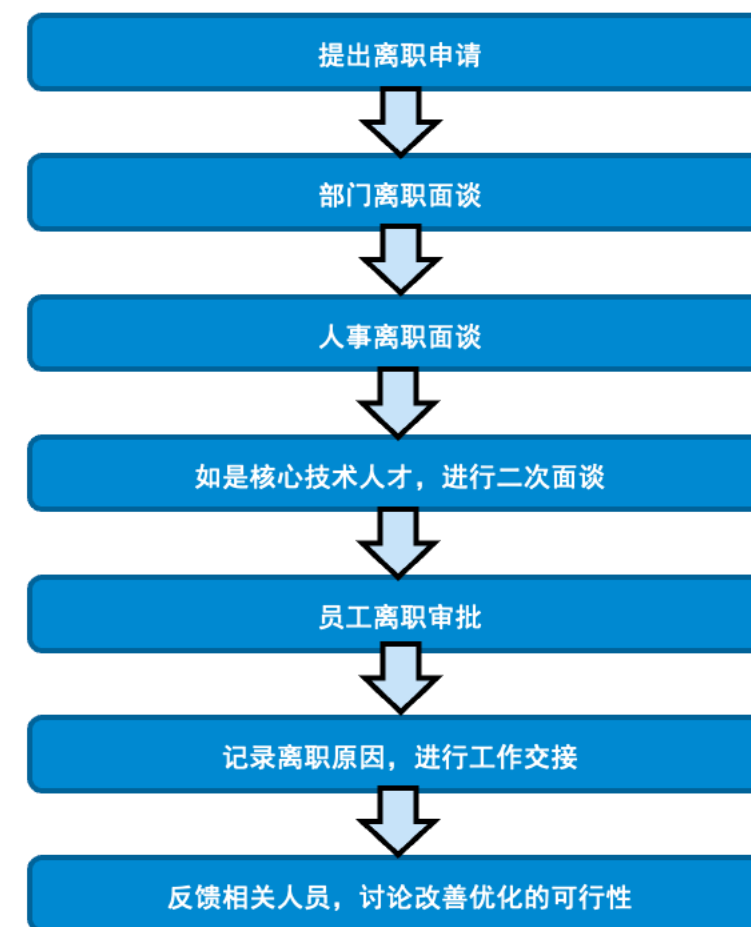 提出离职申请
部门离职面谈
人事离职面谈
如是核心技术人才，进行二次面谈
员工离职审批
记录离职原因，进行工作交接
反馈相关人员，讨论改善优化的可行性